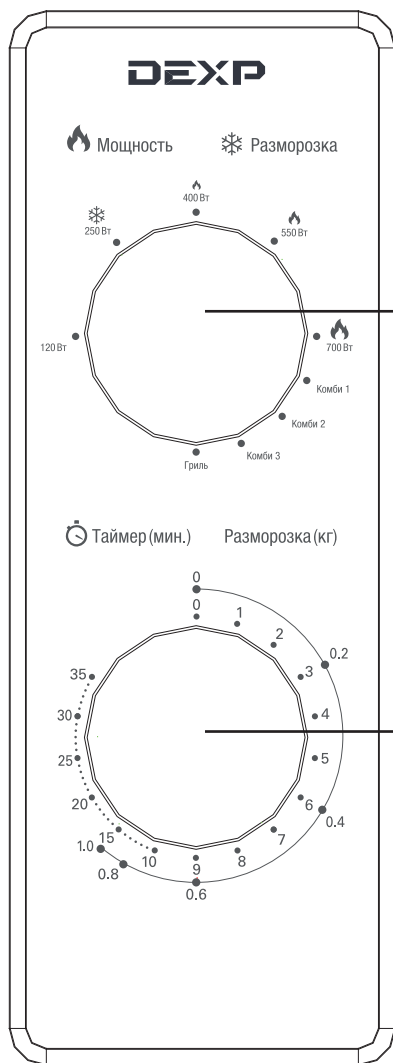 DEXP
Мощность Разморозка
400 Вт
250 Вт 550 Вт
120 Вт 700 Вт
Комби 1
Комби 2
Гриль Комби 3
Таймер (мин.) Разморозка (кг)
0
0
1
2
0.2
35 3
30 4
25 5
20 6
0.4
15 7
1.0 10 8
0.8 9
0.6